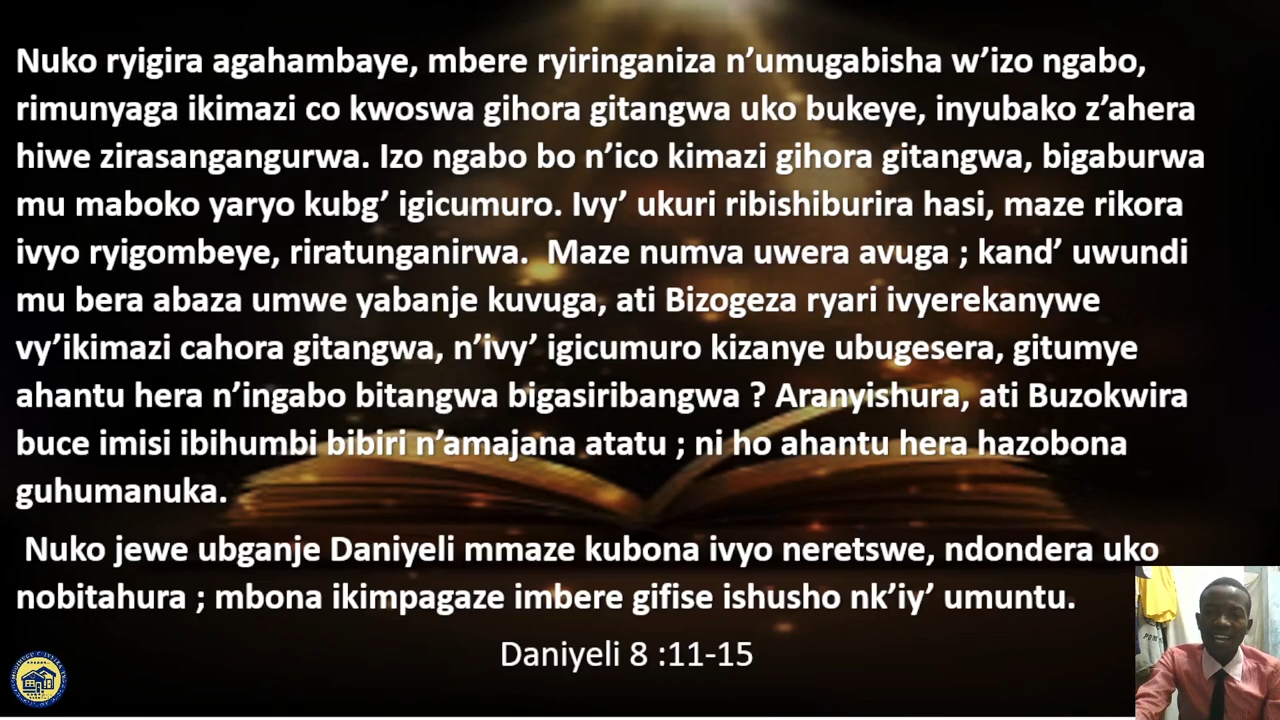 Nuko ryigira agahambaye, mbere ryiringaniza n’umugabisha w’izo ngabo,
rimunyaga ikimazi co kwoswa gihora gitangwa uko bukeye, inyubako z’ahera
hiwe zirasangangurwa. Izo ngabo bo n’ico kimazi gihora gitangwa, bigaburwa
mu maboko yaryo kubg’ igicumuro. Ivy’ ukuri ribishiburira hasi, maze rikora
ivyo ryigombeye, riratunganirwa.  Maze numva uwera avuga ; kand’ uwundi
mu bera abaza umwe yabanje kuvuga, ati Bizogeza ryari ivyerekanywe
vy’ikimazi cahora gitangwa, n’ivy’ igicumuro kizanye ubugesera, gitumye
ahantu hera n’ingabo bitangwa bigasiribangwa ? Aranyishura, ati Buzokwira
buce imisi ibihumbi bibiri n’amajana atatu ; ni ho ahantu hera hazobona
guhumanuka.
Nuko jewe ubganje Daniyeli mmaze kubona ivyo neretswe, ndondera uko
nobitahura ; mbona ikimpagaze imbere gifise ishusho nk’iy’ umuntu.
Daniyeli 8 :11-15